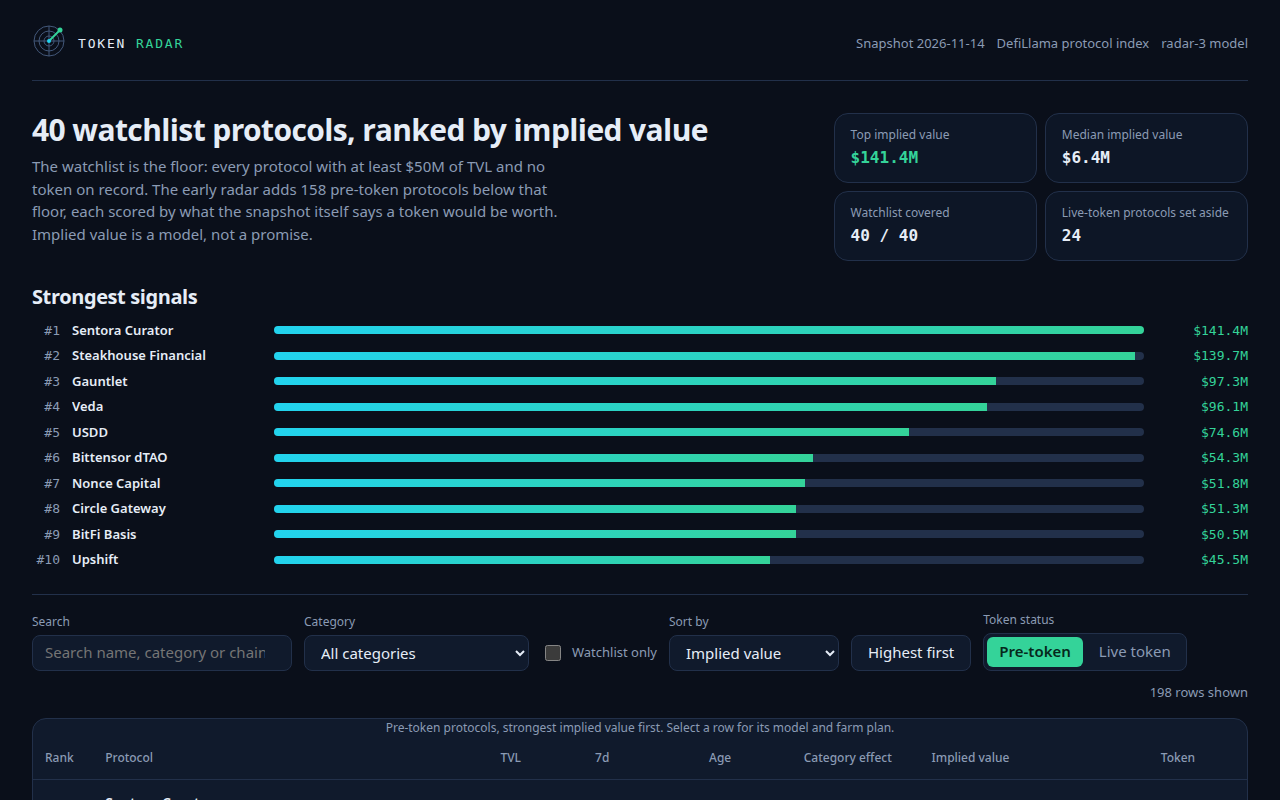 TOKEN RADAR
Snapshot 2026-11-14 DefiLlama protocol index radar-3 model
40 watchlist protocols, ranked by implied value
The watchlist is the floor: every protocol with at least $50M of TVL and no
token on record. The early radar adds 158 pre-token protocols below that
floor, each scored by what the snapshot itself says a token would be worth.
Implied value is a model, not a promise.
Top implied value
$141.4M
Median implied value
$6.4M
Watchlist covered
40 / 40
Live-token protocols set aside
24
Strongest signals
#1 Sentora Curator $141.4M
#2 Steakhouse Financial $139.7M
#3 Gauntlet $97.3M
#4 Veda $96.1M
#5 USDD $74.6M
#6 Bittensor dTAO $54.3M
#7 Nonce Capital $51.8M
#8 Circle Gateway $51.3M
#9 BitFi Basis $50.5M
#10 Upshift $45.5M
Search
Search name, category or chain
Category
All categories
Watchlist only
Sort by
Implied value
Highest first
Token status
Pre-token Live token
198 rows shown
Pre-token protocols, strongest implied value first. Select a row for its model and farm plan.
Rank Protocol TVL 7d Age Category effect Implied value Token